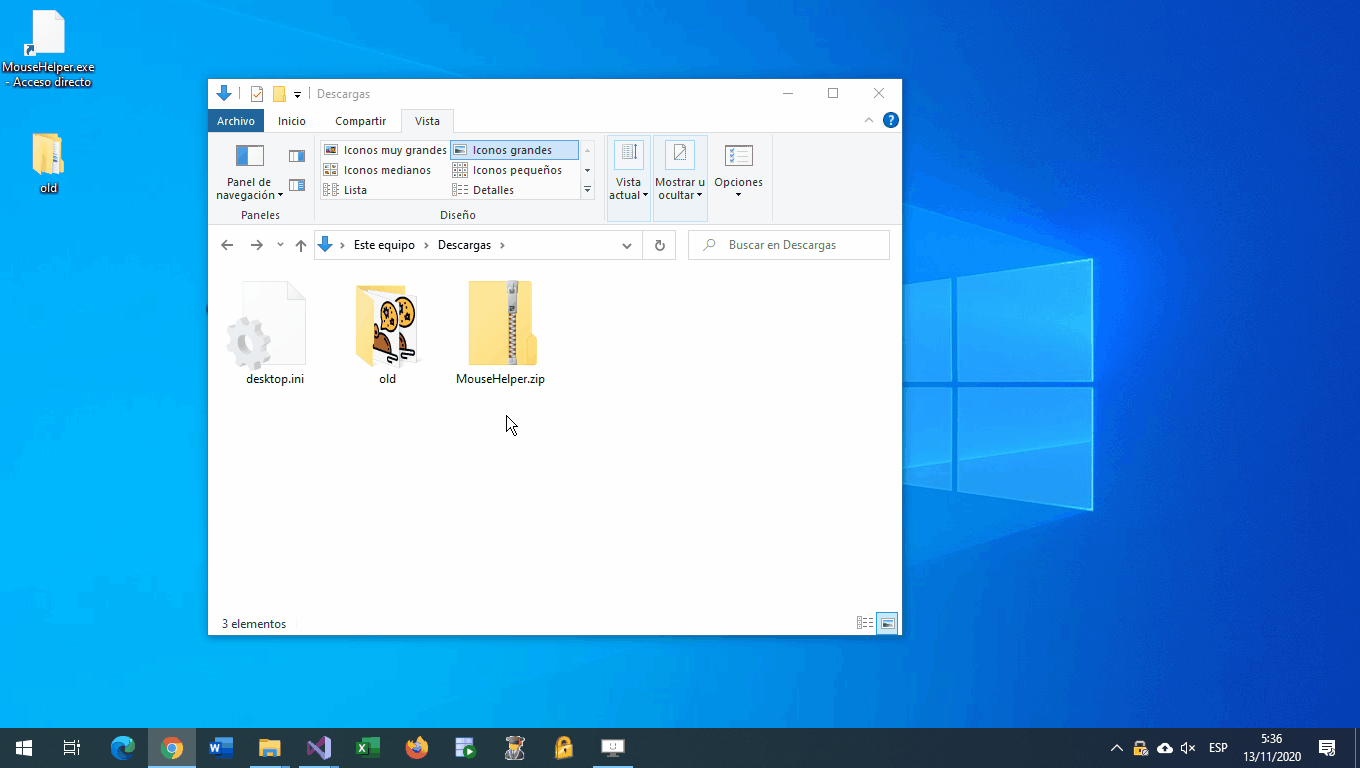 MouseHelper.exe
- Acceso directo
old
Descargas
Archivo
Inicio
Compartir
Vista
Panel de
navegación
Paneles
Iconos muy grandes
Iconos grandes
Iconos medianos
Iconos pequeños
Lista
Detalles
Diseño
Vista
actual
Mostrar u
ocultar
Opciones
Este equipo
Descargas
Buscar en Descargas
desktop.ini
old
MouseHelper.zip
3 elementos
ESP
5:36
13/11/2020